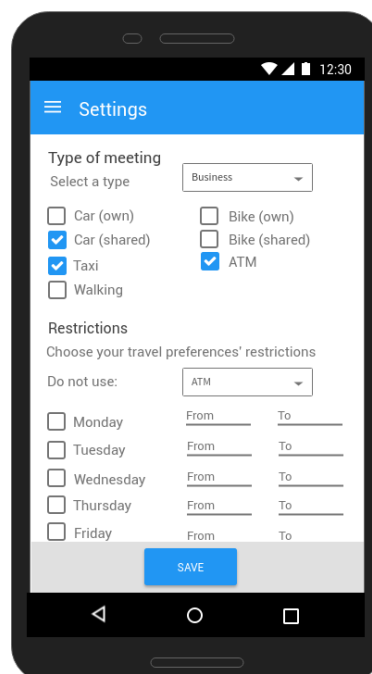 12:30
Settings
Type of meeting
Select a type Business
Car (own) Bike (own)
Car (shared) Bike (shared)
Taxi ATM
Walking
Restrictions
Choose your travel preferences' restrictions
Do not use: ATM
Monday From To
Tuesday From To
Wednesday From To
Thursday From To
Friday From To
SAVE